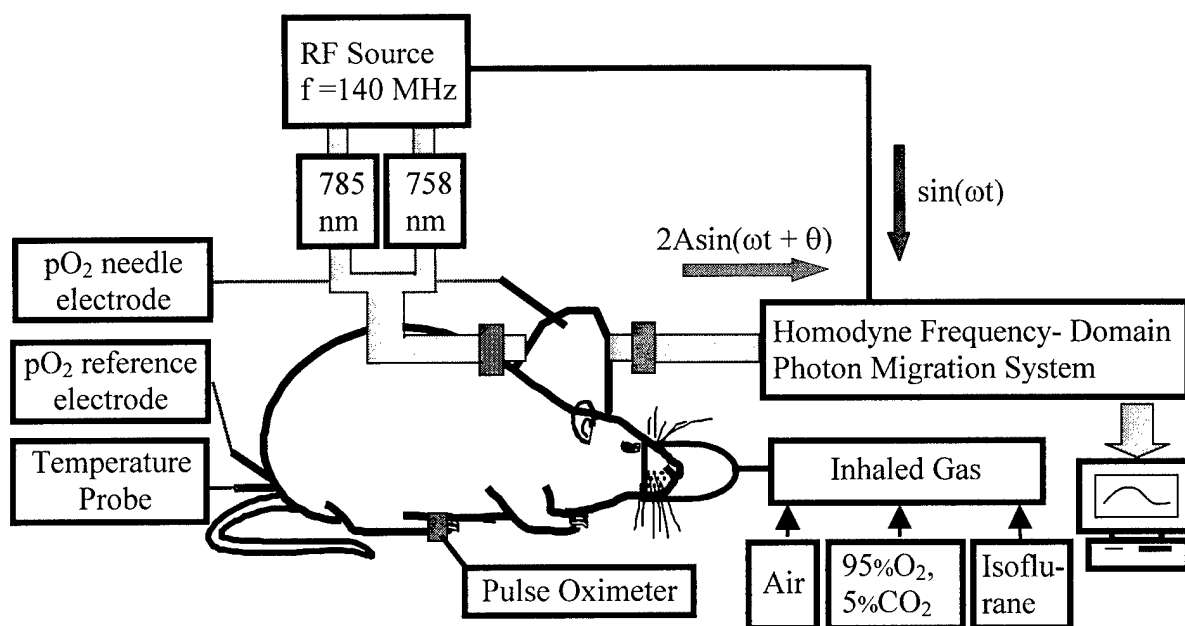 RF Source
f =140 MHz
785
nm
758
nm
sin(ωt)
2Asin(ωt + θ)
pO₂ needle
electrode
Homodyne Frequency- Domain
Photon Migration System
pO₂ reference
electrode
Temperature
Probe
Inhaled Gas
Pulse Oximeter
Air
95%O₂,
5%CO₂
Isoflu-
rane